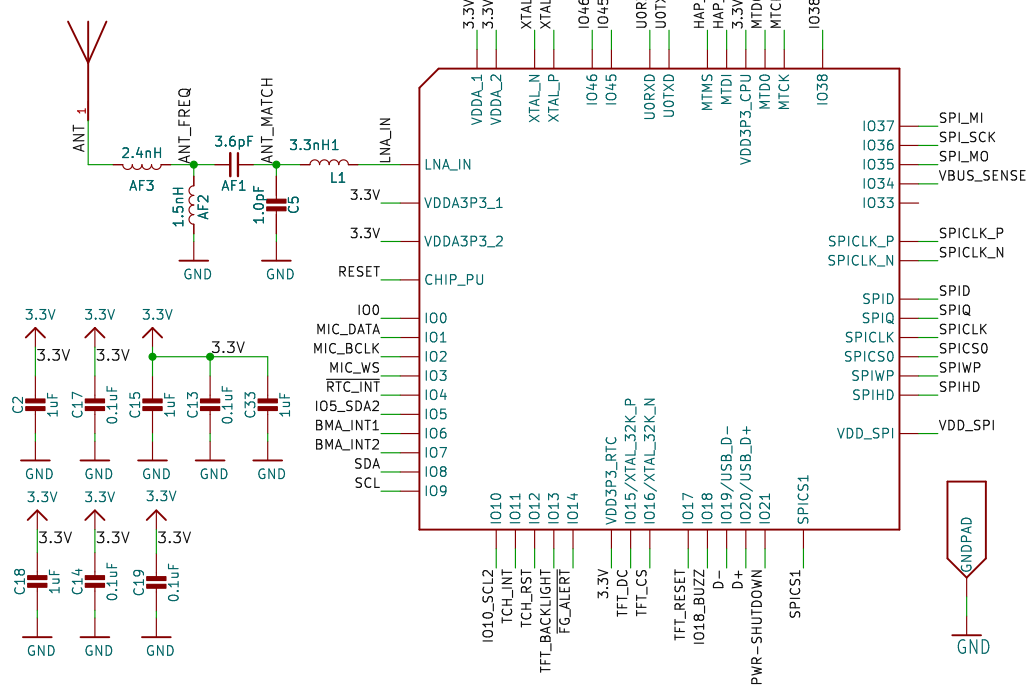 3.3V
3.3V
XTAL
XTAL
IO46
IO45
U0R
U0T
HAP_
HAP_
3.3V
MTD
MTC
IO38
VDDA_1
VDDA_2
XTAL_N
XTAL_P
IO46
IO45
U0RXD
U0TXD
MTMS
MTDI
VDD3P3_CPU
MTDO
MTCK
IO38
1
ANT
2.4nH
AF3
ANT_FREQ
1.5nH
AF2
3.6pF
AF1
ANT_MATCH
1.0pF
C5
3.3nH1
L1
GND
GND
LNA_IN
LNA_IN
3.3V
VDDA3P3_1
3.3V
VDDA3P3_2
RESET
CHIP_PU
IO0
IO0
MIC_DATA
IO1
MIC_BCLK
IO2
MIC_WS
IO3
RTC_INT
IO4
IO5_SDA2
IO5
BMA_INT1
IO6
BMA_INT2
IO7
SDA
IO8
SCL
IO9
IO37
SPI_MI
IO36
SPI_SCK
IO35
SPI_MO
IO34
VBUS_SENSE
IO33
SPICLK_P
SPICLK_P
SPICLK_N
SPICLK_N
SPID
SPID
SPIQ
SPIQ
SPICLK
SPICLK
SPICS0
SPICS0
SPIWP
SPIWP
SPIHD
SPIHD
VDD_SPI
VDD_SPI
3.3V
3.3V
3.3V
3.3V
3.3V
3.3V
C2
1uF
C17
0.1uF
C15
1uF
C13
0.1uF
C33
1uF
GND
GND
GND
GND
GND
3.3V
3.3V
3.3V
3.3V
3.3V
3.3V
C18
1uF
C14
0.1uF
C19
0.1uF
GND
GND
GND
IO10
IO11
IO12
IO13
IO14
VDD3P3_RTC
IO15/XTAL_32K_P
IO16/XTAL_32K_N
IO17
IO18
IO19/USB_D-
IO20/USB_D+
IO21
SPICS1
IO10_SCL2
TCH_INT
TCH_RST
TFT_BACKLIGHT
FG_ALERT
3.3V
TFT_DC
TFT_CS
TFT_RESET
IO18_BUZZ
D-
D+
PWR-SHUTDOWN
SPICS1
GNDPAD
GND